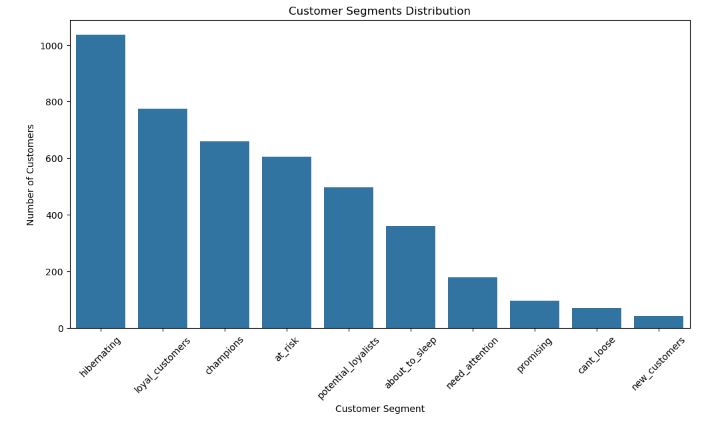 Customer Segments Distribution
Number of Customers
1000
800
600
400
200
0
hibernating
loyal_customers
champions
at_risk
potential_loyalists
about_to_sleep
need_attention
promising
cant_loose
new_customers
Customer Segment